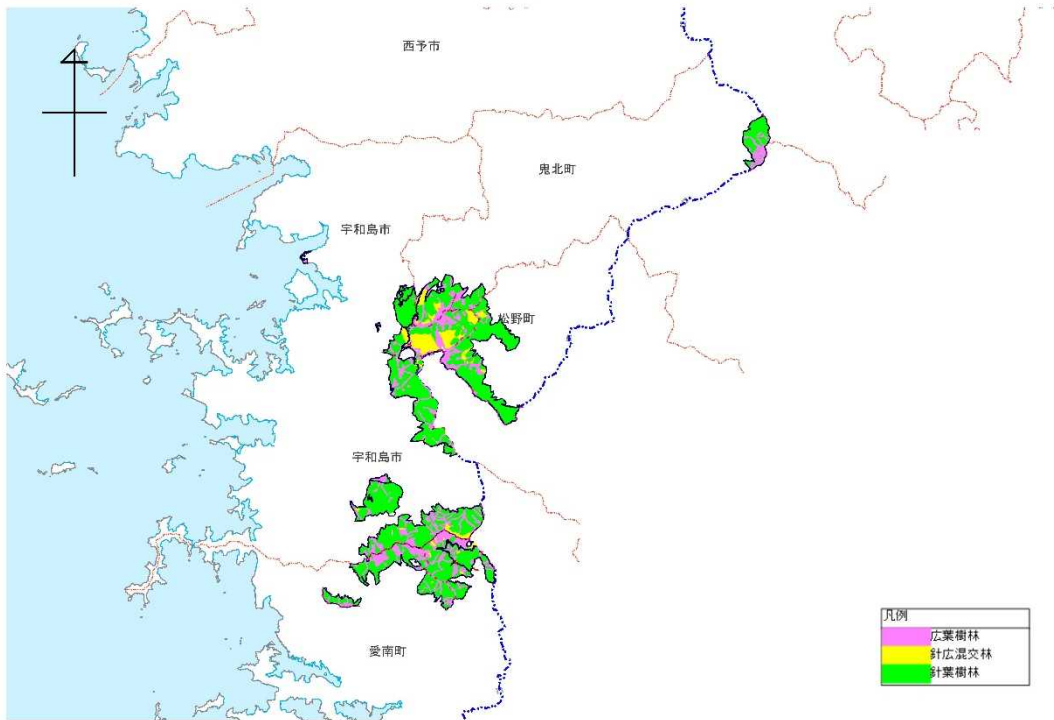 西予市
鬼北町
宇和島市
松野町
宇和島市
愛南町
凡例
広葉樹林
針広混交林
針葉樹林